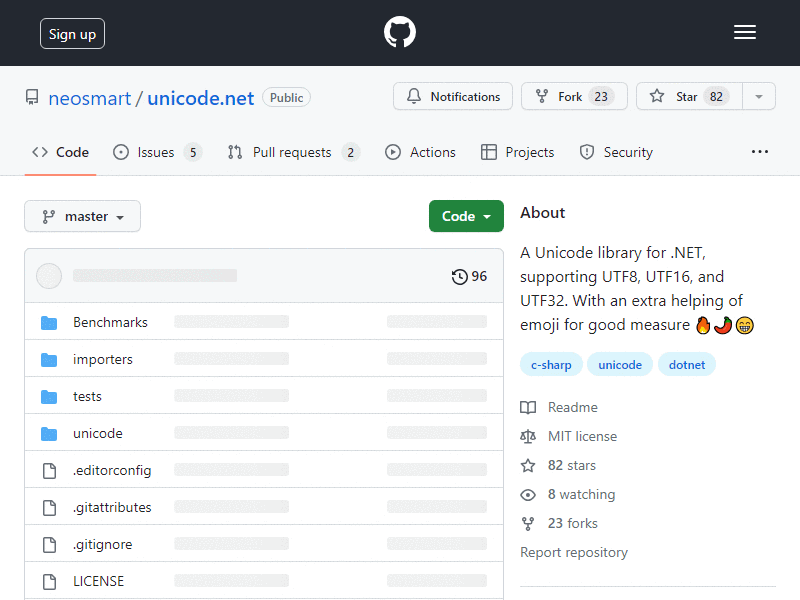 Sign up
neosmart / unicode.net Public
Notifications
Fork 23
Star 82
Code
Issues 5
Pull requests 2
Actions
Projects
Security
master
Code
96
Benchmarks
importers
tests
unicode
.editorconfig
.gitattributes
.gitignore
LICENSE
About
A Unicode library for .NET,
supporting UTF8, UTF16, and
UTF32. With an extra helping of
emoji for good measure 🔥🌶️😁
c-sharp unicode dotnet
Readme
MIT license
82 stars
8 watching
23 forks
Report repository